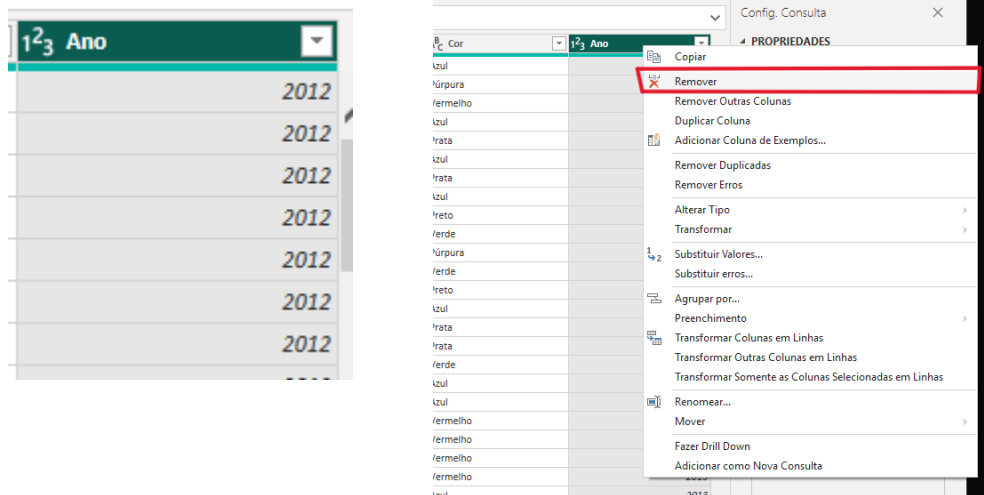 1²3 Ano
2012
2012
2012
2012
2012
2012
2012
Config. Consulta
PROPRIEDADES
Cor
1²3 Ano
Azul
Púrpura
Vermelho
Azul
Prata
Azul
Prata
Azul
Preto
Verde
Púrpura
Verde
Preto
Azul
Prata
Prata
Verde
Azul
Azul
Vermelho
Vermelho
Vermelho
Vermelho
Copiar
Remover
Remover Outras Colunas
Duplicar Coluna
Adicionar Coluna de Exemplos...
Remover Duplicadas
Remover Erros
Alterar Tipo
Transformar
Substituir Valores...
Substituir erros...
Agrupar por...
Preenchimento
Transformar Colunas em Linhas
Transformar Outras Colunas em Linhas
Transformar Somente as Colunas Selecionadas em Linhas
Renomear...
Mover
Fazer Drill Down
Adicionar como Nova Consulta